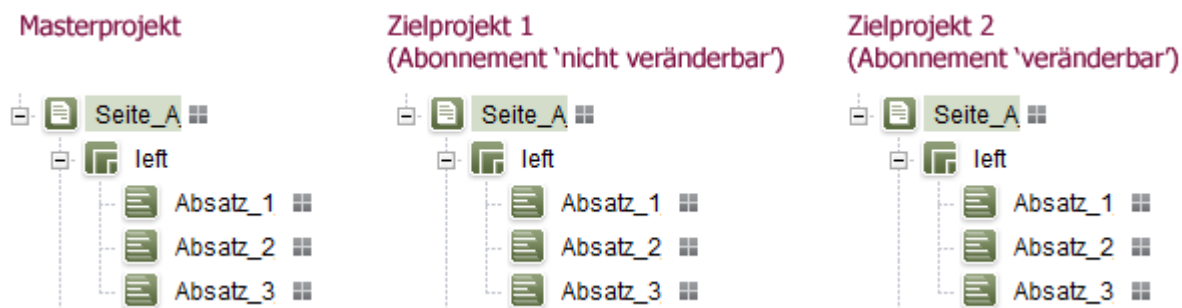 Masterprojekt
Seite_A
left
Absatz_1
Absatz_2
Absatz_3
Zielprojekt 1
(Abonnement ‘nicht veränderbar’)
Seite_A
left
Absatz_1
Absatz_2
Absatz_3
Zielprojekt 2
(Abonnement ‘veränderbar’)
Seite_A
left
Absatz_1
Absatz_2
Absatz_3